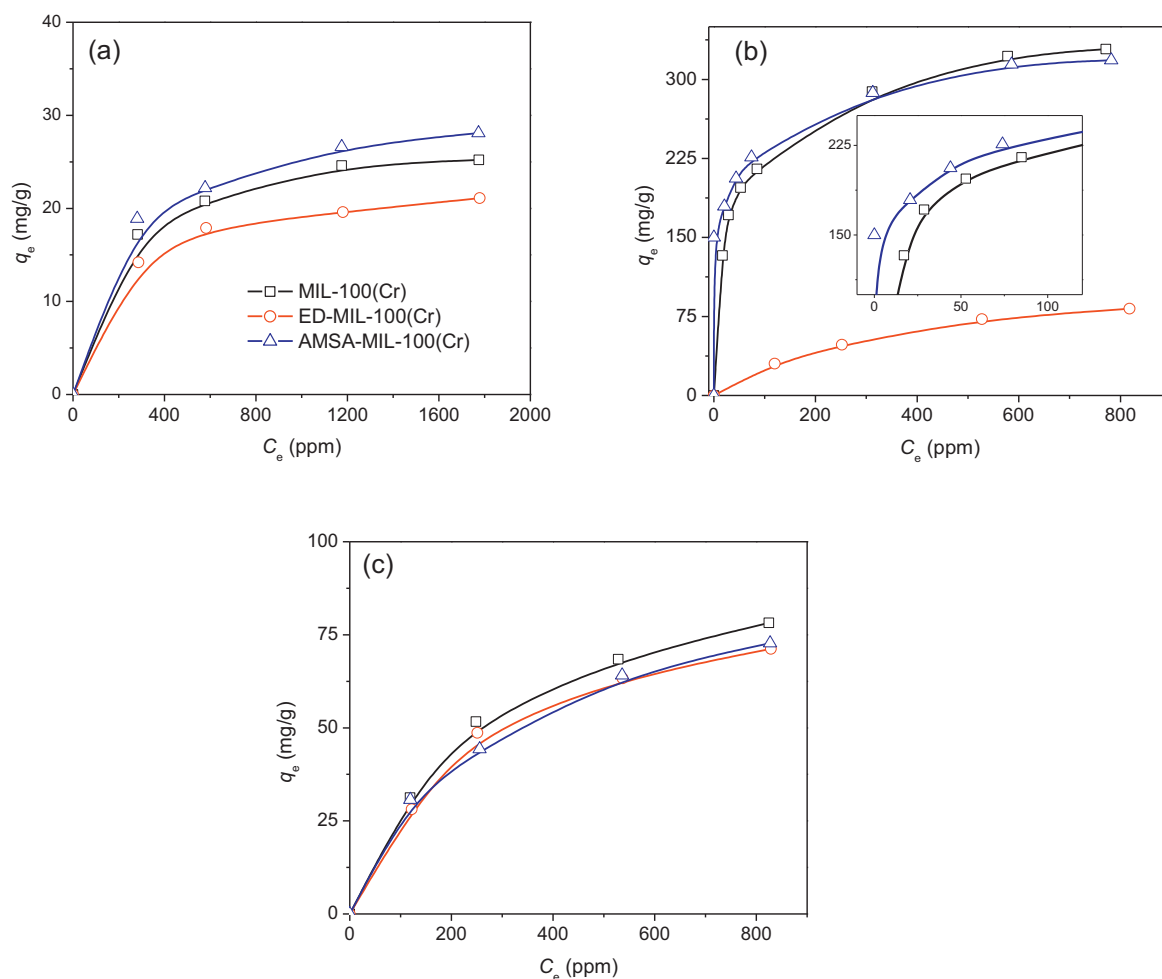 (a)
40
30
20
10
0
qe (mg/g)
MIL-100(Cr)
ED-MIL-100(Cr)
AMSA-MIL-100(Cr)
0 400 800 1200 1600 2000
Ce (ppm)
(b)
300
225
150
75
0
qe (mg/g)
225
150
0 50 100
0 200 400 600 800
Ce (ppm)
(c)
100
75
50
25
0
qe (mg/g)
0 200 400 600 800
Ce (ppm)